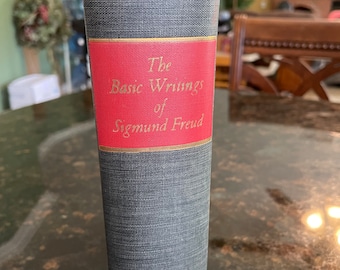 The
Basic Writings
of
Sigmund Freud